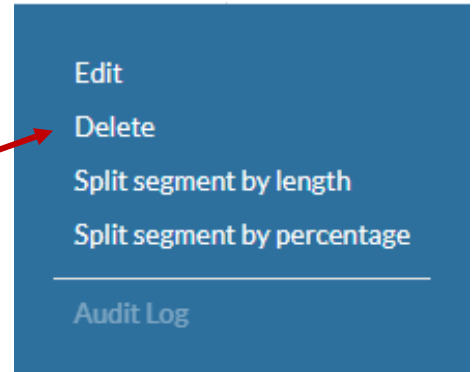 Edit
Delete
Split segment by length
Split segment by percentage
Audit Log